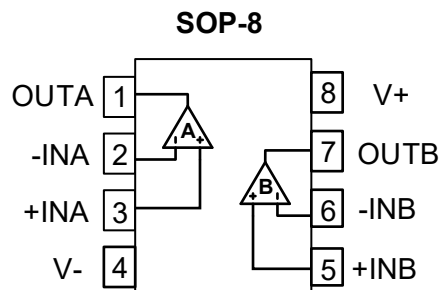 SOP-8
OUTA 1
-INA 2
+INA 3
V- 4
A
- +
B
+ -
8 V+
7 OUTB
6 -INB
5 +INB